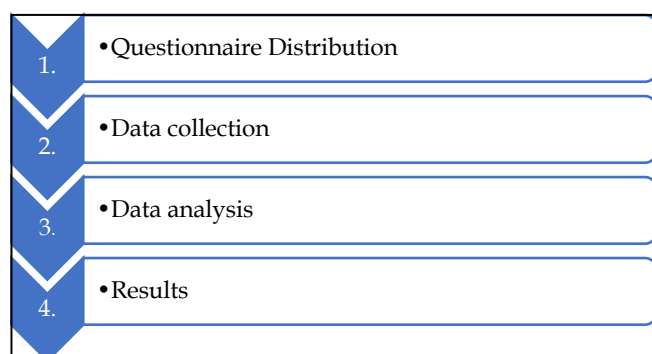 1. •Questionnaire Distribution
2. •Data collection
3. •Data analysis
4. •Results